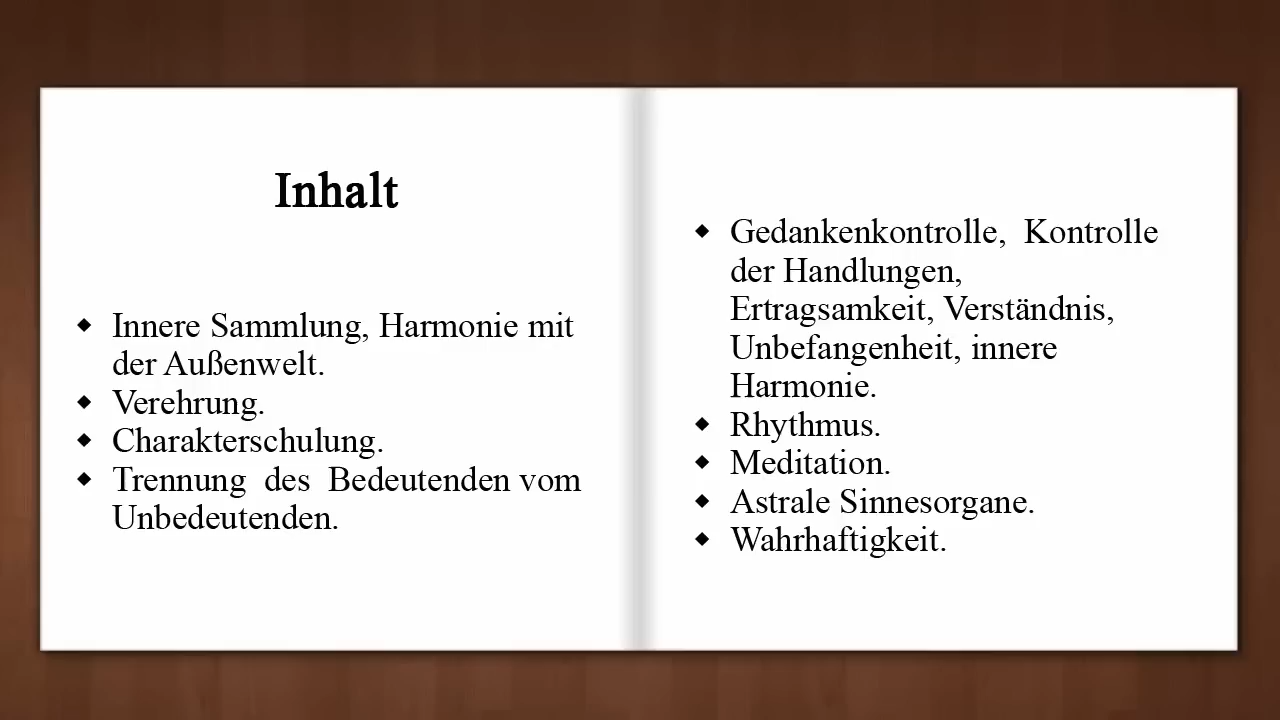 Inhalt
◆ Innere Sammlung, Harmonie mit
der Außenwelt.
◆ Verehrung.
◆ Charakterschulung.
◆ Trennung des Bedeutenden vom
Unbedeutenden.
◆ Gedankenkontrolle, Kontrolle
der Handlungen,
Ertragsamkeit, Verständnis,
Unbefangenheit, innere
Harmonie.
◆ Rhythmus.
◆ Meditation.
◆ Astrale Sinnesorgane.
◆ Wahrhaftigkeit.